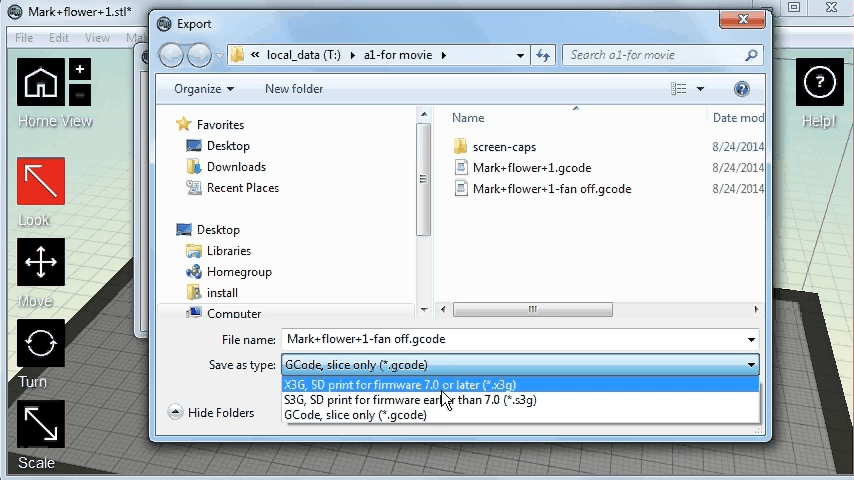 Mark+flower+1.stl*
File Edit View
Export
« local_data (T:) a1-for movie
Search a1-for movie
Organize
New folder
Home View
Help!
Look
Move
Turn
Scale
Favorites
Desktop
Downloads
Recent Places
Desktop
Libraries
Homegroup
install
Computer
Name
Date mod
screen-caps 8/24/2014
Mark+flower+1.gcode 8/24/2014
Mark+flower+1-fan off.gcode 8/24/2014
File name: Mark+flower+1-fan off.gcode
Save as type: GCode, slice only (*.gcode)
X3G, SD print for firmware 7.0 or later (*.x3g)
S3G, SD print for firmware earlier than 7.0 (*.s3g)
GCode, slice only (*.gcode)
Hide Folders